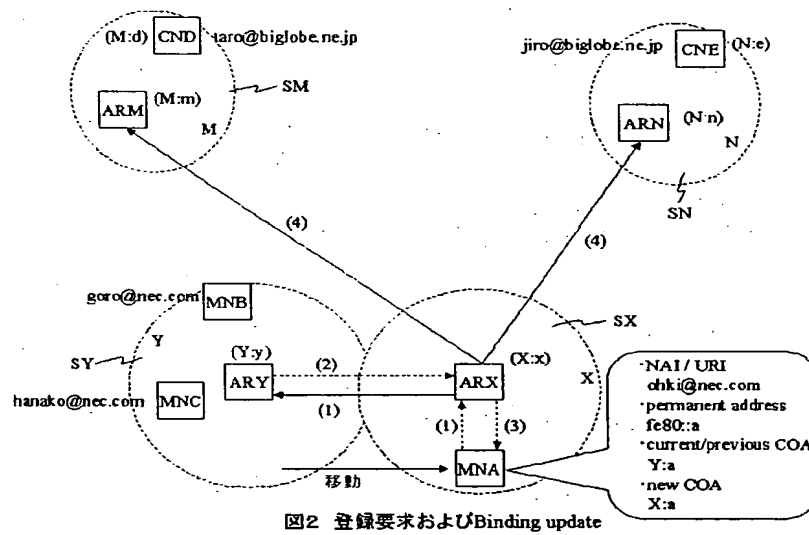 (M:d) CND taro@biglobe.ne.jp
ARM (M:m)
SM
M
jiro@biglobe.ne.jp CNE (N:e)
ARN (N:n)
N
SN
(4)
(4)
goro@nec.com MNB
Y
SY
(Y:y)
ARY
hanako@nec.com MNC
(2)
(1)
SX
ARX (X:x)
X
(1) (3)
MNA
移動
・NAI / URI
ohki@nec.com
・permanent address
fe80::a
・current/previous COA
Y:a
・new COA
X:a
図2 登録要求およびBinding update